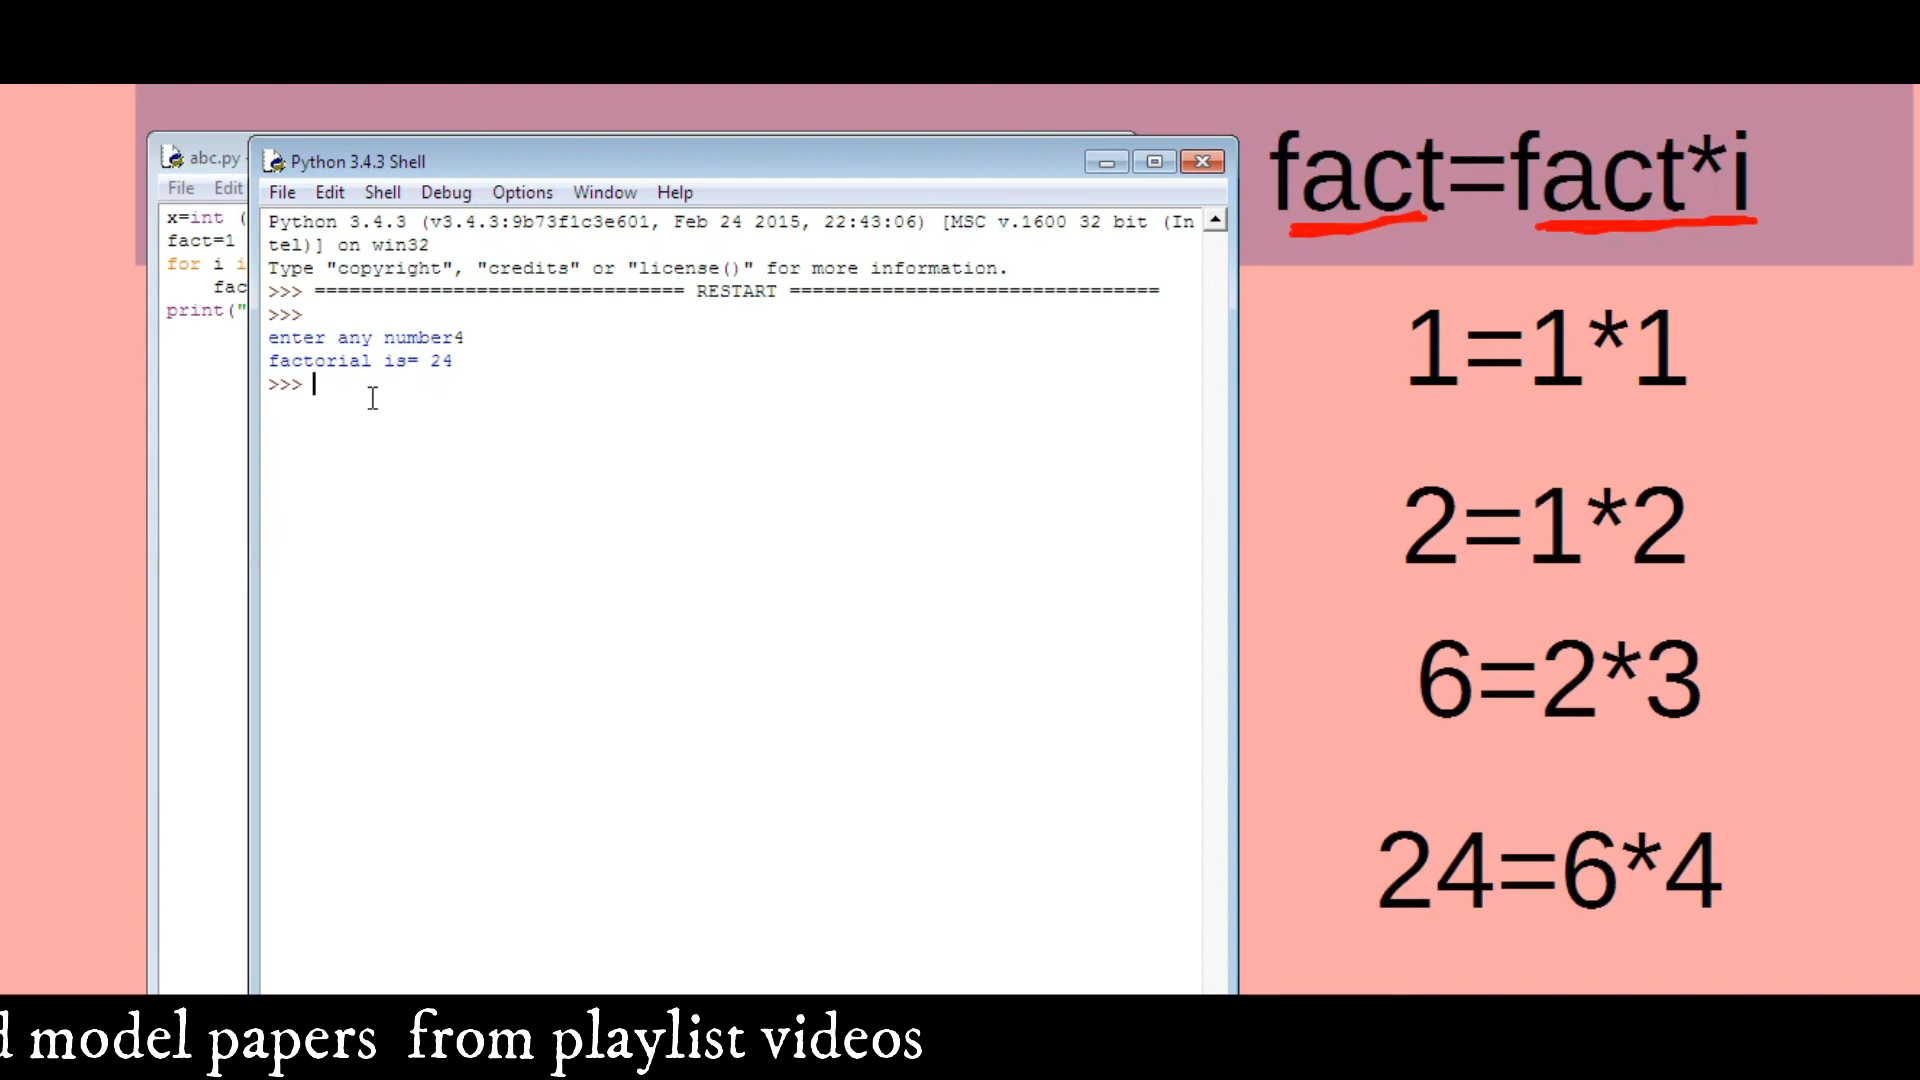 abc.py
File Edit
x=int (
fact=1
for i i
fac
print("
Python 3.4.3 Shell
File Edit Shell Debug Options Window Help
Python 3.4.3 (v3.4.3:9b73f1c3e601, Feb 24 2015, 22:43:06) [MSC v.1600 32 bit (In
tel)] on win32
Type "copyright", "credits" or "license()" for more information.
>>> ================================ RESTART ================================
>>>
enter any number4
factorial is= 24
>>>
fact=fact*i
1=1*1
2=1*2
6=2*3
24=6*4
d model papers from playlist videos